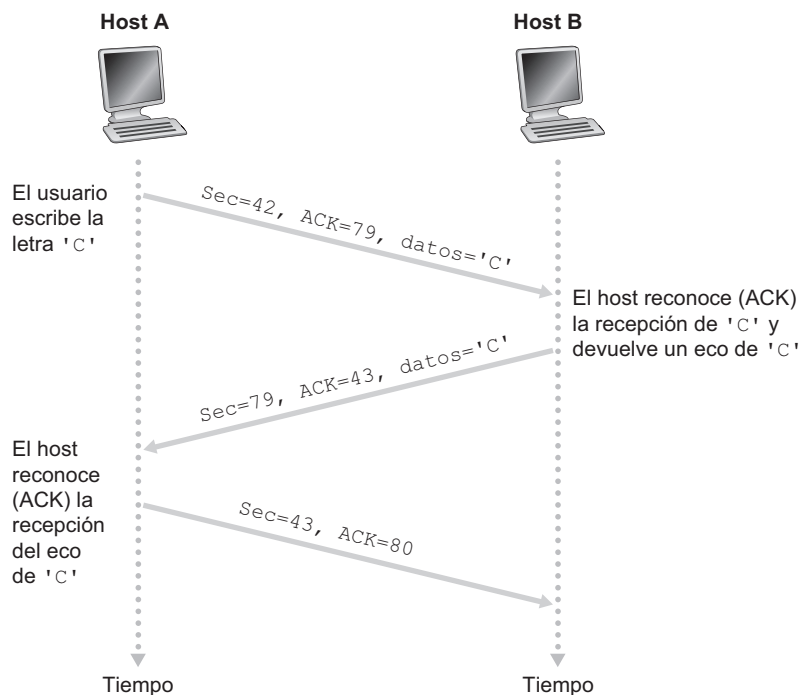 Host A
Host B
El usuario
escribe la
letra 'C'
Sec=42, ACK=79, datos='C'
El host reconoce (ACK)
la recepción de 'C' y
devuelve un eco de 'C'
Sec=79, ACK=43, datos='C'
El host
reconoce
(ACK) la
recepción
del eco
de 'C'
Sec=43, ACK=80
Tiempo
Tiempo